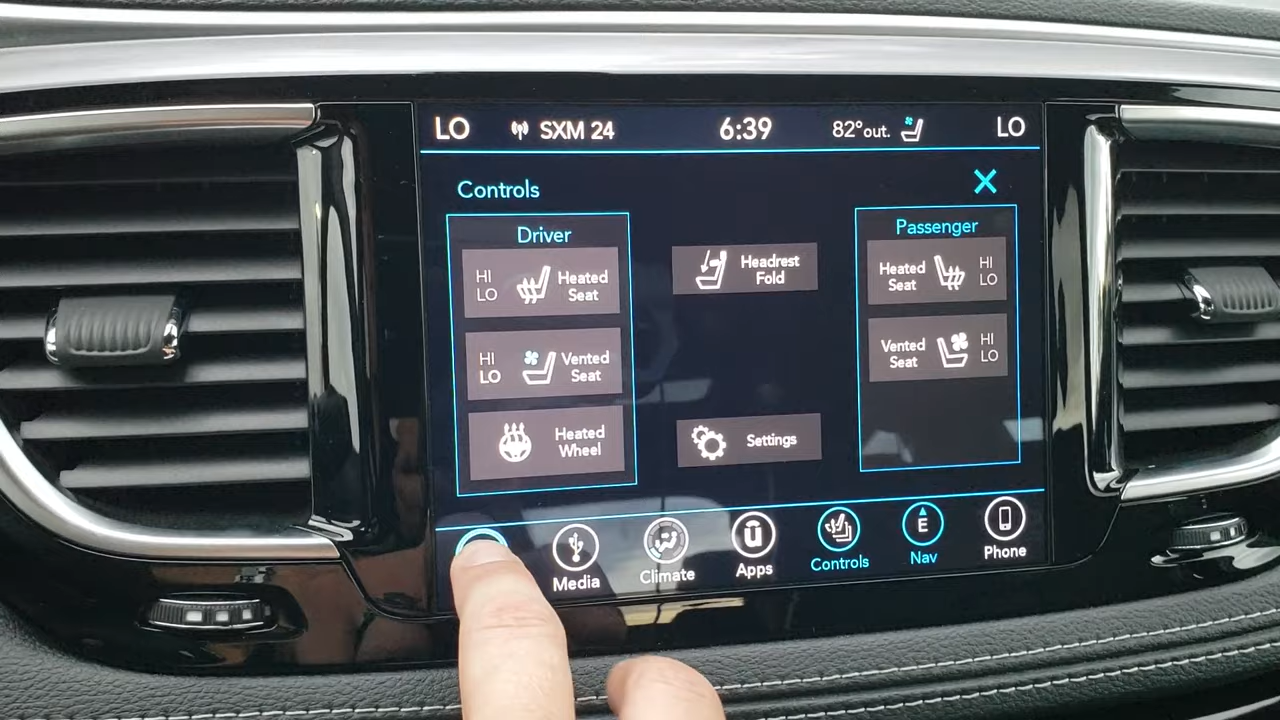 LO SXM 24 6:39 82°out. LO
Controls
X
Driver
HI
LO
Heated
Seat
HI
LO
Vented
Seat
Heated
Wheel
Headrest
Fold
Settings
Passenger
Heated
Seat
HI
LO
Vented
Seat
HI
LO
Media
Climate
Apps
Controls
E
Nav
Phone